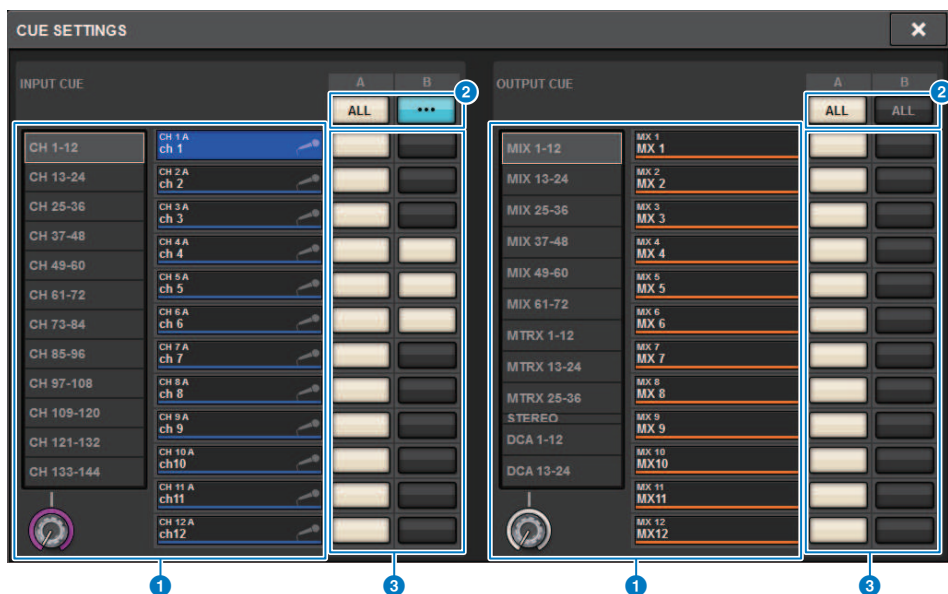 CUE SETTINGS
×
INPUT CUE
A
B
2
ALL
•••
CH 1-12
CH 13-24
CH 25-36
CH 37-48
CH 49-60
CH 61-72
CH 73-84
CH 85-96
CH 97-108
CH 109-120
CH 121-132
CH 133-144
CH 1 A
ch 1
CH 2 A
ch 2
CH 3 A
ch 3
CH 4 A
ch 4
CH 5 A
ch 5
CH 6 A
ch 6
CH 7 A
ch 7
CH 8 A
ch 8
CH 9 A
ch 9
CH 10 A
ch10
CH 11 A
ch11
CH 12 A
ch12
1
3
OUTPUT CUE
A
B
2
ALL
ALL
MIX 1-12
MIX 13-24
MIX 25-36
MIX 37-48
MIX 49-60
MIX 61-72
MTRX 1-12
MTRX 13-24
MTRX 25-36
STEREO
DCA 1-12
DCA 13-24
MX 1
MX 1
MX 2
MX 2
MX 3
MX 3
MX 4
MX 4
MX 5
MX 5
MX 6
MX 6
MX 7
MX 7
MX 8
MX 8
MX 9
MX 9
MX 10
MX10
MX 11
MX11
MX 12
MX12
1
3